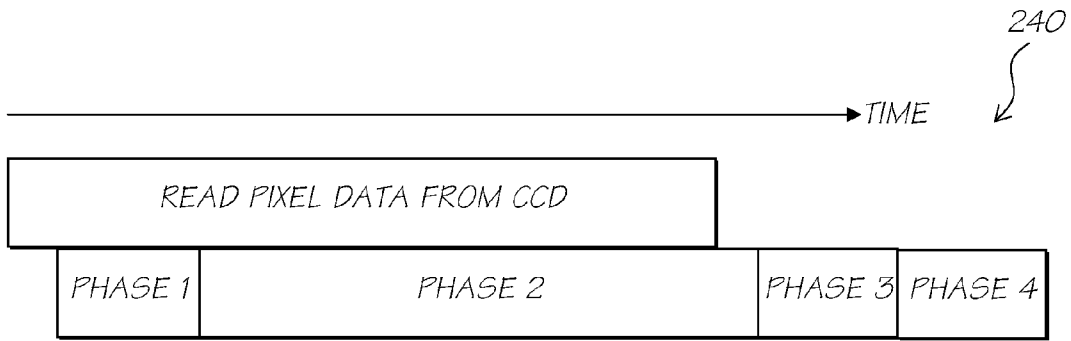 240
TIME
READ PIXEL DATA FROM CCD
PHASE 1 PHASE 2 PHASE 3 PHASE 4